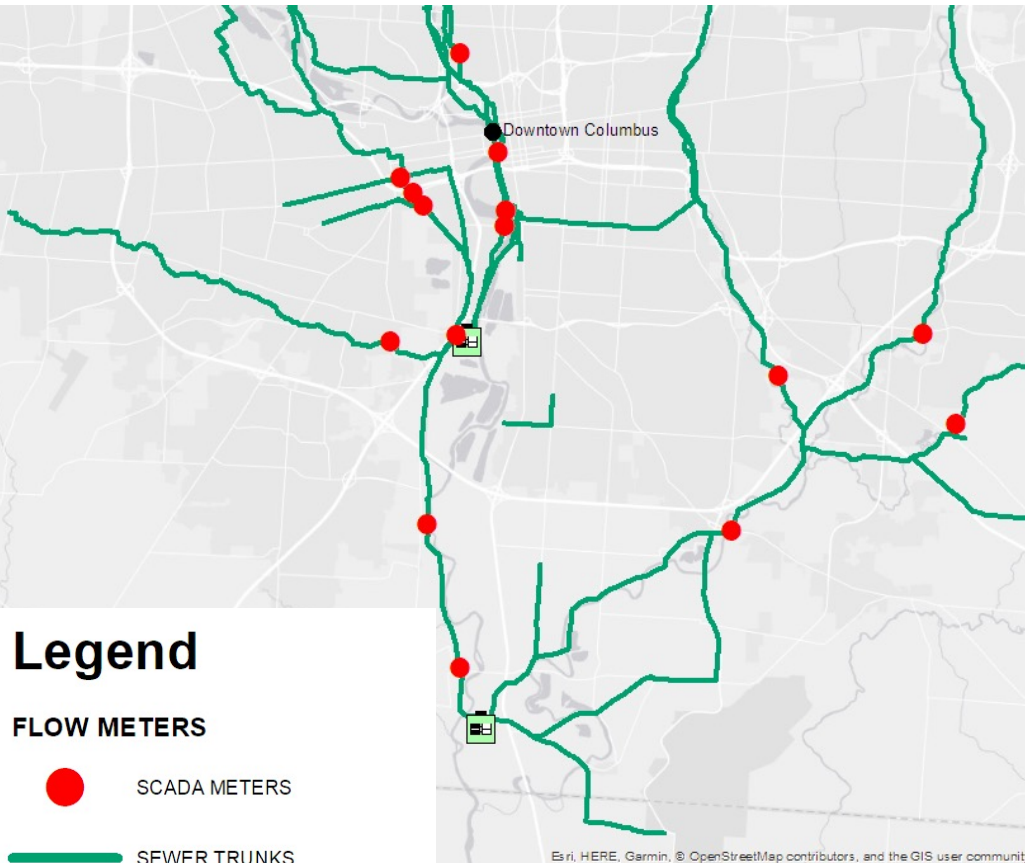 Downtown Columbus
Legend
FLOW METERS
SCADA METERS
SEWER TRUNKS
Esri, HERE, Garmin, © OpenStreetMap contributors, and the GIS user communit